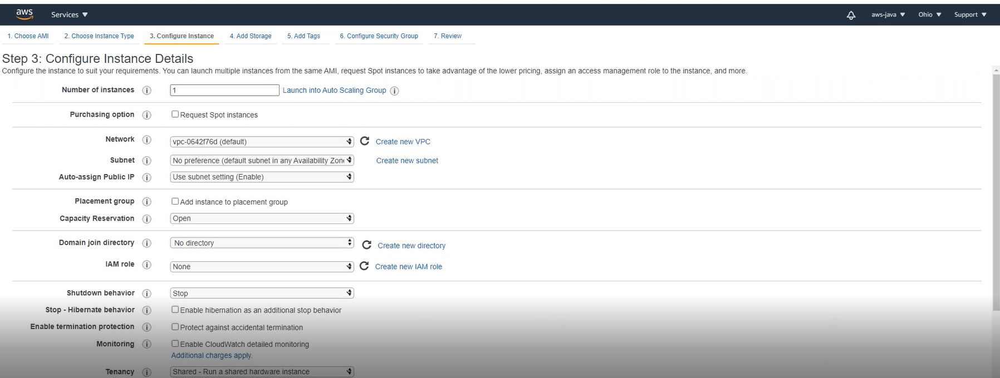 aws Services aws-java Ohio Support
1. Choose AMI 2. Choose Instance Type 3. Configure Instance 4. Add Storage 5. Add Tags 6. Configure Security Group 7. Review
Step 3: Configure Instance Details
Configure the instance to suit your requirements. You can launch multiple instances from the same AMI, request Spot instances to take advantage of the lower pricing, assign an access management role to the instance, and more.
Number of instances i 1 Launch into Auto Scaling Group i
Purchasing option i Request Spot instances
Network i vpc-0642f76d (default) Create new VPC
Subnet i No preference (default subnet in any Availability Zone Create new subnet
Auto-assign Public IP i Use subnet setting (Enable)
Placement group i Add instance to placement group
Capacity Reservation i Open
Domain join directory i No directory Create new directory
IAM role i None Create new IAM role
Shutdown behavior i Stop
Stop - Hibernate behavior i Enable hibernation as an additional stop behavior
Enable termination protection i Protect against accidental termination
Monitoring i Enable CloudWatch detailed monitoring
Additional charges apply.
Tenancy i Shared - Run a shared hardware instance